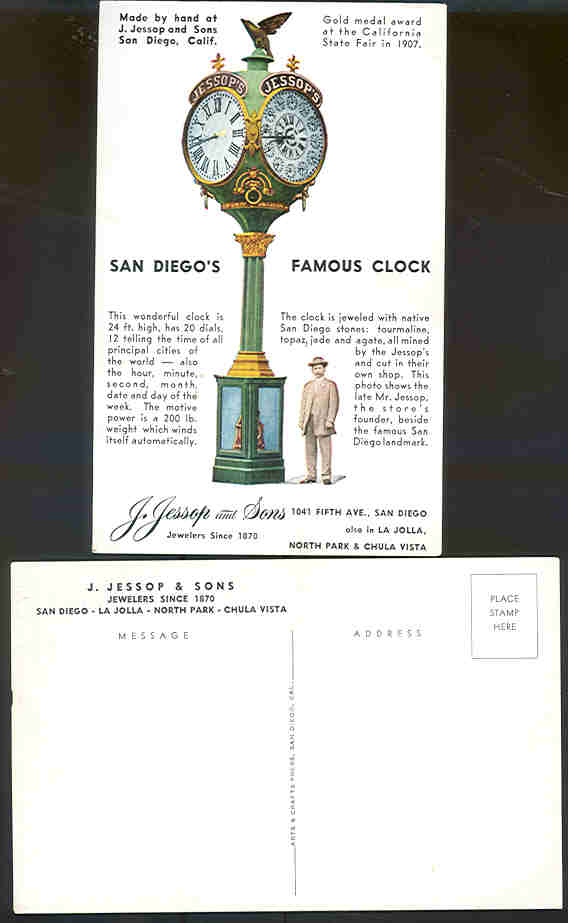 Made by hand at
J. Jessop and Sons
San Diego, Calif.
Gold medal award
at the California
State Fair in 1907.
JESSOP'S
JESSOP'S
SAN DIEGO'S
FAMOUS CLOCK
This wonderful clock is
24 ft. high, has 20 dials,
12 telling the time of all
principal cities of
the world — also
the hour, minute,
second, month,
date and day of the
week. The motive
power is a 200 lb.
weight which winds
itself automatically.
The clock is jeweled with native
San Diego stones: tourmaline,
topaz, jade and agate, all mined
by the Jessop's
and cut in their
own shop. This
photo shows the
late Mr. Jessop,
the store's
founder, beside
the famous San
Diego landmark.
J. Jessop and Sons
Jewelers Since 1870
1041 FIFTH AVE., SAN DIEGO
also in LA JOLLA,
NORTH PARK & CHULA VISTA
J. JESSOP & SONS
JEWELERS SINCE 1870
SAN DIEGO - LA JOLLA - NORTH PARK - CHULA VISTA
MESSAGE
ADDRESS
PLACE
STAMP
HERE
ARTS & CRAFTS PRESS, SAN DIEGO, CAL.